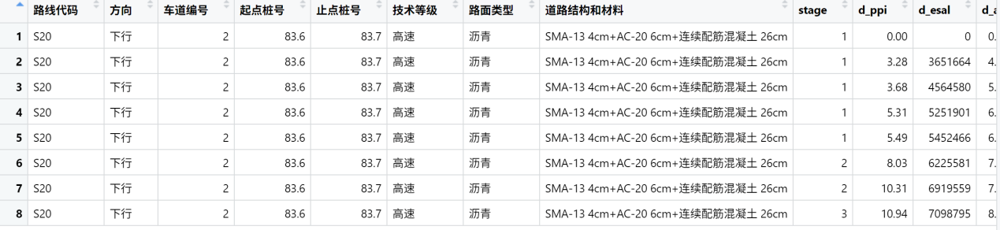 路线代码 方向 车道编号 起点桩号 止点桩号 技术等级 路面类型 道路结构和材料 stage d_ppi d_esal
1 S20 下行 2 83.6 83.7 高速 沥青 SMA-13 4cm+AC-20 6cm+连续配筋混凝土 26cm 1 0.00 0 0.
2 S20 下行 2 83.6 83.7 高速 沥青 SMA-13 4cm+AC-20 6cm+连续配筋混凝土 26cm 1 3.28 3651664 4.
3 S20 下行 2 83.6 83.7 高速 沥青 SMA-13 4cm+AC-20 6cm+连续配筋混凝土 26cm 1 3.68 4564580 5.
4 S20 下行 2 83.6 83.7 高速 沥青 SMA-13 4cm+AC-20 6cm+连续配筋混凝土 26cm 1 5.31 5251901 6.
5 S20 下行 2 83.6 83.7 高速 沥青 SMA-13 4cm+AC-20 6cm+连续配筋混凝土 26cm 1 5.49 5452466 6.
6 S20 下行 2 83.6 83.7 高速 沥青 SMA-13 4cm+AC-20 6cm+连续配筋混凝土 26cm 2 8.03 6225581 7.
7 S20 下行 2 83.6 83.7 高速 沥青 SMA-13 4cm+AC-20 6cm+连续配筋混凝土 26cm 2 10.31 6919559 7.
8 S20 下行 2 83.6 83.7 高速 沥青 SMA-13 4cm+AC-20 6cm+连续配筋混凝土 26cm 3 10.94 7098795 8.